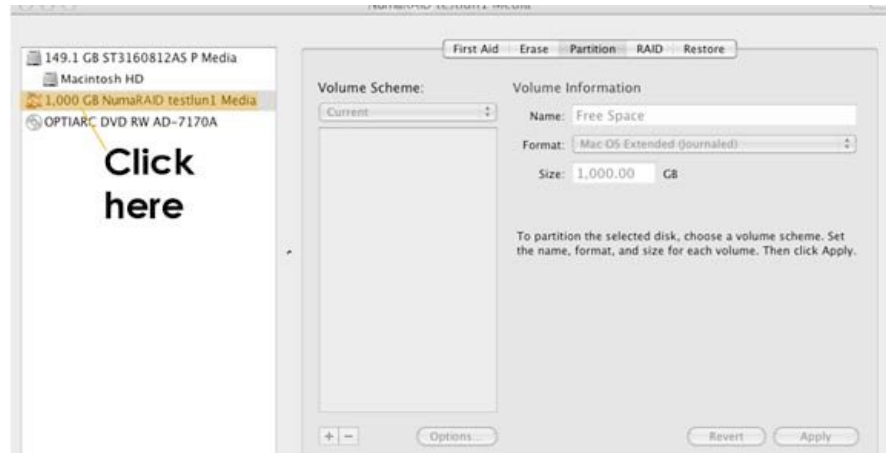 NumaRAID testlun1 Media
First Aid Erase Partition RAID Restore
149.1 GB ST3160812AS P Media
Macintosh HD
1,000 GB NumaRAID testlun1 Media
OPTIARC DVD RW AD-7170A
Click
here
Volume Scheme:
Current
Volume Information
Name: Free Space
Format: Mac OS Extended (Journaled)
Size: 1,000.00 GB
To partition the selected disk, choose a volume scheme. Set
the name, format, and size for each volume. Then click Apply.
+ -
Options...
Revert
Apply